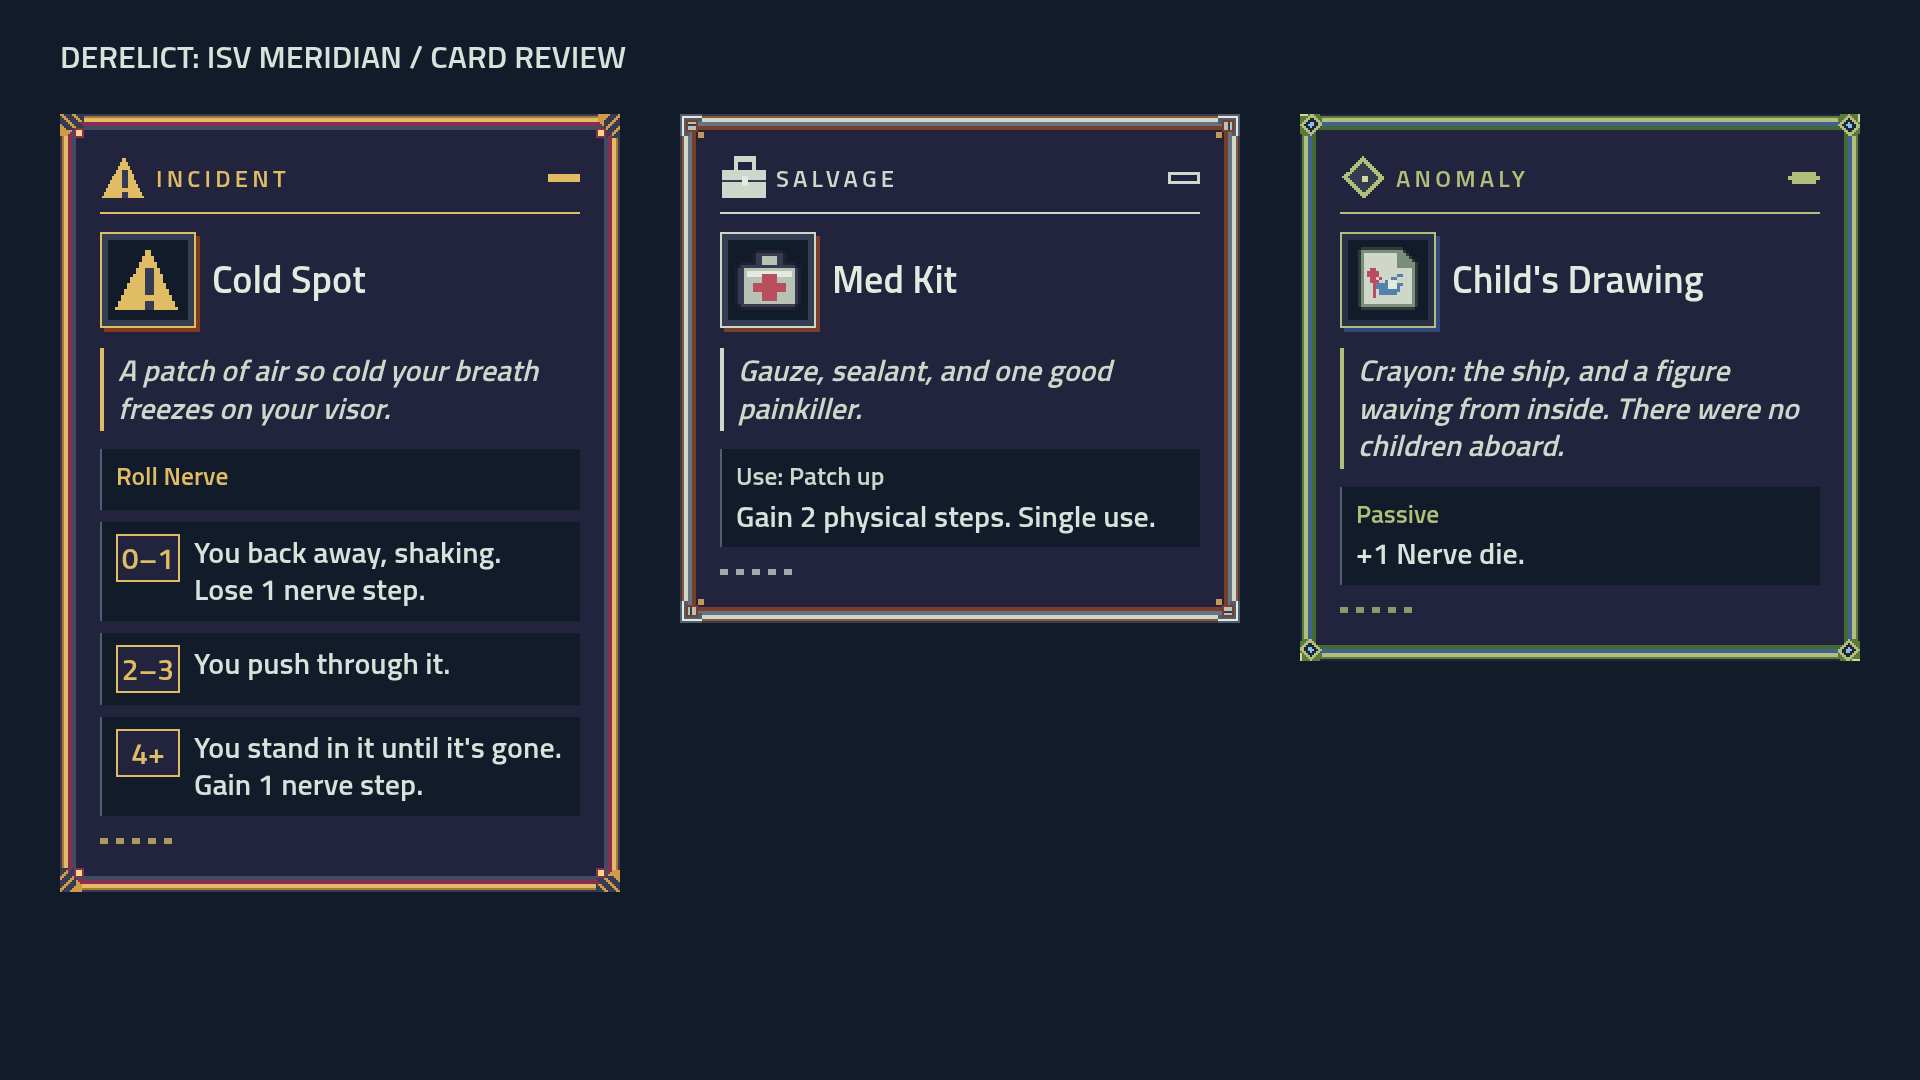 DERELICT: ISV MERIDIAN / CARD REVIEW
INCIDENT
Cold Spot
A patch of air so cold your breath
freezes on your visor.
Roll Nerve
0–1
You back away, shaking.
Lose 1 nerve step.
2–3
You push through it.
4+
You stand in it until it's gone.
Gain 1 nerve step.
SALVAGE
Med Kit
Gauze, sealant, and one good
painkiller.
Use: Patch up
Gain 2 physical steps. Single use.
ANOMALY
Child's Drawing
Crayon: the ship, and a figure
waving from inside. There were no
children aboard.
Passive
+1 Nerve die.